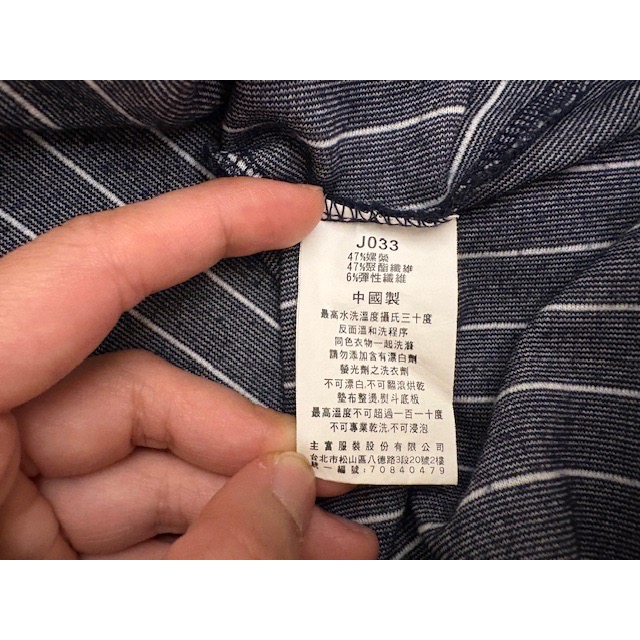 J033
47%嫘縈
47%聚酯纖維
6%彈性纖維
中國製
最高水洗溫度攝氏三十度
反面溫和洗程序
同色衣物一起洗滌
請勿添加含有漂白劑
螢光劑之洗衣劑
不可漂白.不可翻滾烘乾
墊布整燙.熨斗底板
最高溫度不可超過一百一十度
不可專業乾洗.不可浸泡
主富服裝股份有限公司
台北市松山區八德路3段20號2樓
統一編號:70840479